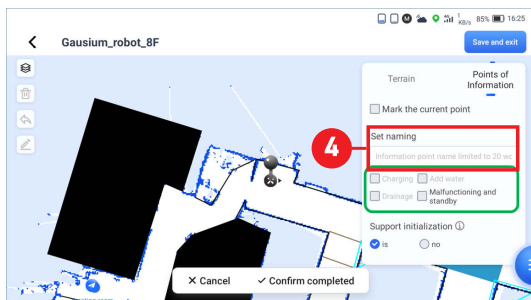 1 KB/s 85% 16:25
Gausium_robot_8F
Save and exit
Terrain
Points of Information
Mark the current point
4
Set naming
Information point name limited to 20 wc
Charging Add water
Drainage Malfunctioning and standby
Support initialization
is no
Cancel Confirm completed